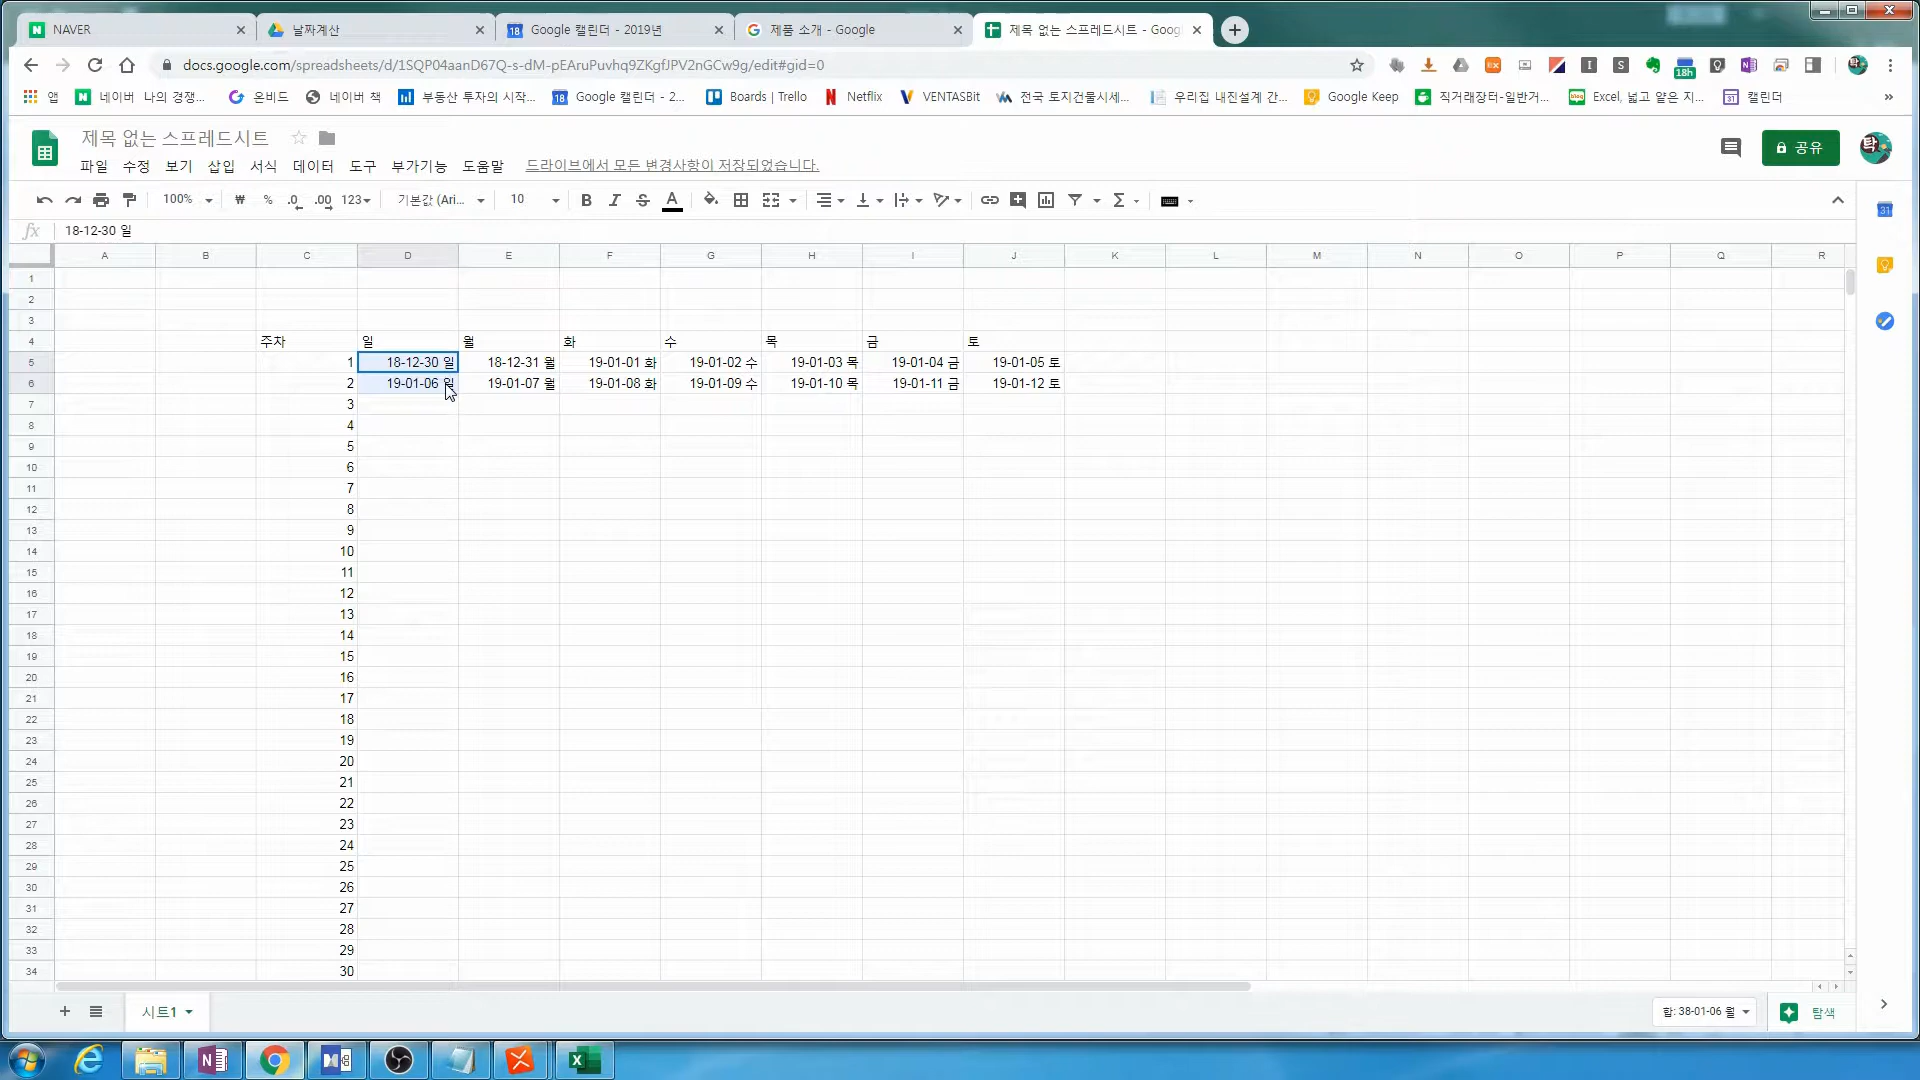 NAVER 날짜계산 Google 캘린더 - 2019년 제품 소개 - Google 제목 없는 스프레드시트 - Goog
docs.google.com/spreadsheets/d/1SQP04aanD67Q-s-dM-pEAruPuvhq9ZKgfJPV2nGCw9g/edit#gid=0
앱 네이버 나의 경쟁... 온비드 네이버 책 부동산 투자의 시작... Google 캘린더 - 2... Boards | Trello Netflix VENTASBit 전국 토지건물시세... 우리집 내진설계 간... Google Keep 직거래장터-일반거... Excel, 넓고 얕은 지... 캘린더 »
제목 없는 스프레드시트
파일 수정 보기 삽입 서식 데이터 도구 부가기능 도움말 드라이브에서 모든 변경사항이 저장되었습니다.
공유
100% ₩ % .0 .00 123 기본값 (Ari... 10 B I S A Σ
fx 18-12-30 일
A B C D E F G H I J K L M N O P Q R
1
2
3
4 주차 일 월 화 수 목 금 토
5 1 18-12-30 일 18-12-31 월 19-01-01 화 19-01-02 수 19-01-03 목 19-01-04 금 19-01-05 토
6 2 19-01-06 일 19-01-07 월 19-01-08 화 19-01-09 수 19-01-10 목 19-01-11 금 19-01-12 토
7 3
8 4
9 5
10 6
11 7
12 8
13 9
14 10
15 11
16 12
17 13
18 14
19 15
20 16
21 17
22 18
23 19
24 20
25 21
26 22
27 23
28 24
29 25
30 26
31 27
32 28
33 29
34 30
시트1 합: 38-01-06 월 탐색